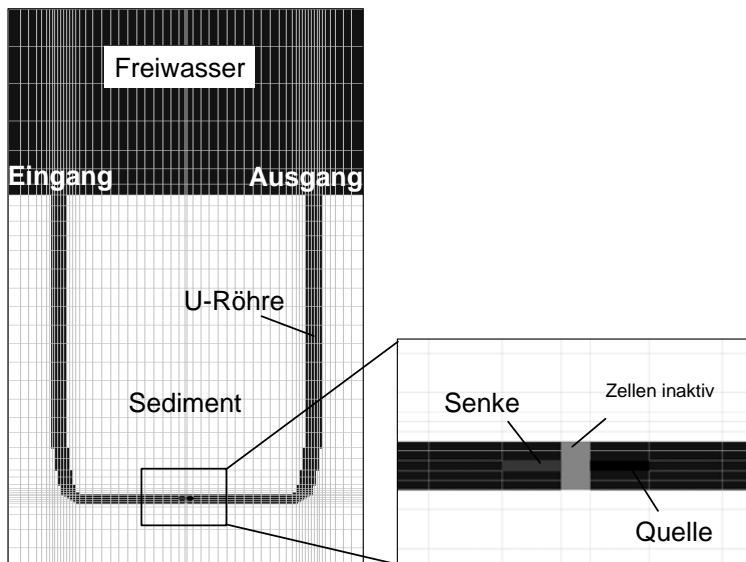 Freiwasser
Eingang Ausgang
U-Röhre
Sediment
Zellen inaktiv
Senke
Quelle